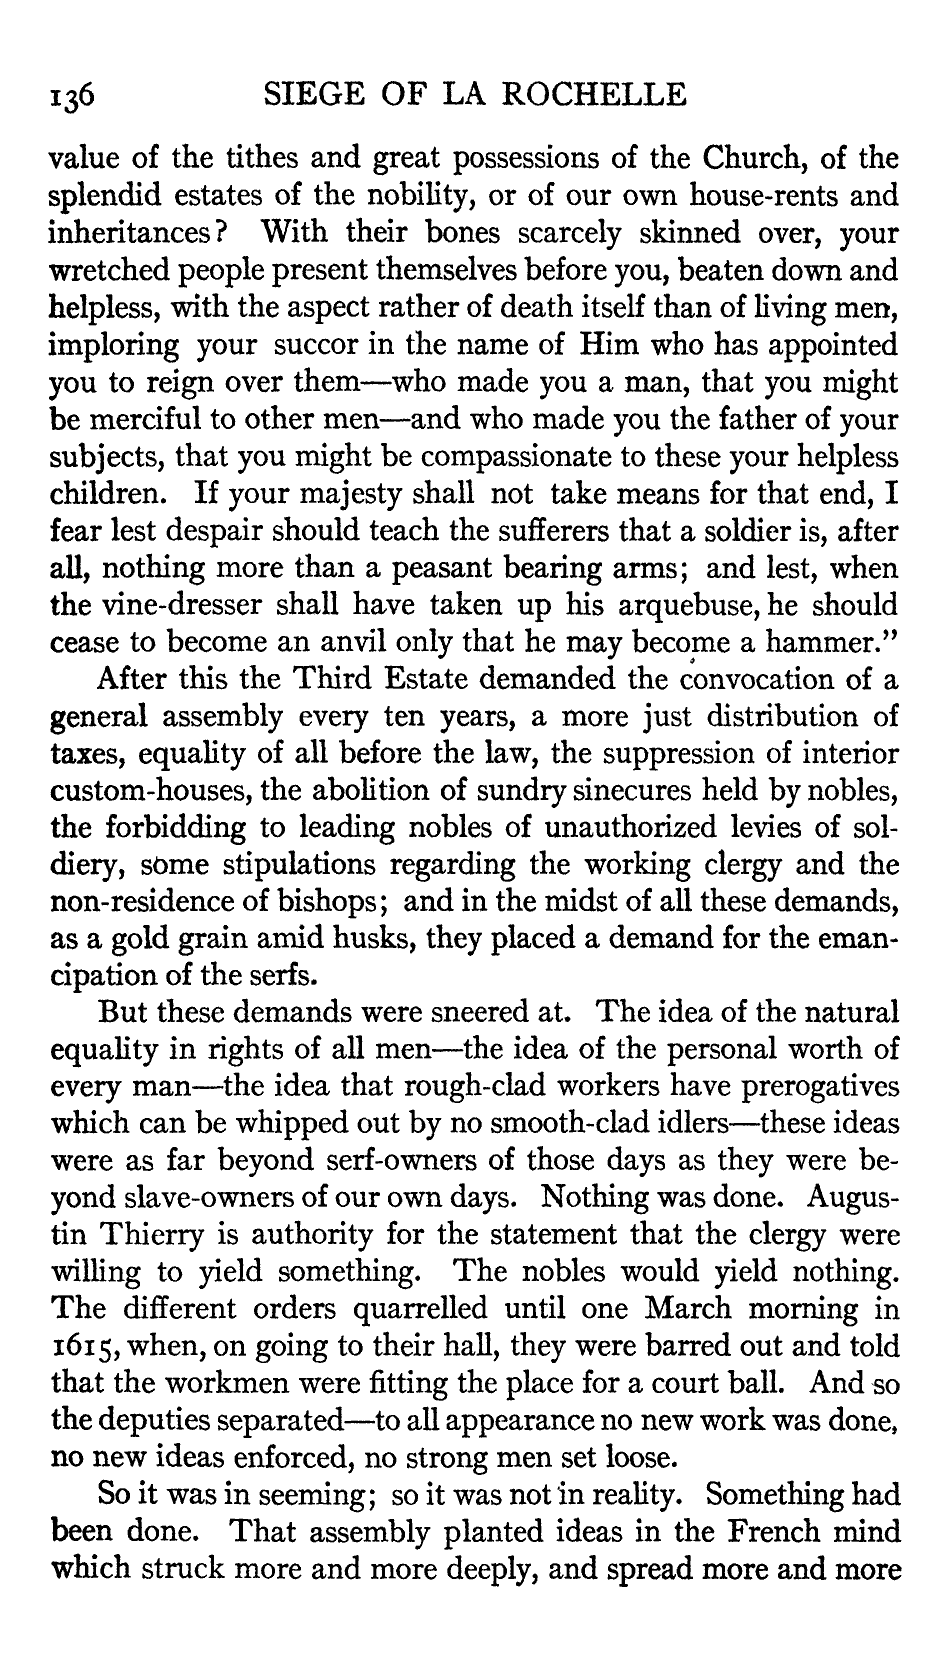 136 SIEGE OF LA ROCHELLE
value of the tithes and great possessions of the Church, of the
splendid estates of the nobility, or of our own house-rents and
inheritances? With their bones scarcely skinned over, your
wretched people present themselves before you, beaten down and
helpless, with the aspect rather of death itself than of living men,
imploring your succor in the name of Him who has appointed
you to reign over them—who made you a man, that you might
be merciful to other men—and who made you the father of your
subjects, that you might be compassionate to these your helpless
children. If your majesty shall not take means for that end, I
fear lest despair should teach the sufferers that a soldier is, after
all, nothing more than a peasant bearing arms; and lest, when
the vine-dresser shall have taken up his arquebuse, he should
cease to become an anvil only that he may become a hammer."
After this the Third Estate demanded the convocation of a
general assembly every ten years, a more just distribution of
taxes, equality of all before the law, the suppression of interior
custom-houses, the abolition of sundry sinecures held by nobles,
the forbidding to leading nobles of unauthorized levies of sol-
diery, some stipulations regarding the working clergy and the
non-residence of bishops; and in the midst of all these demands,
as a gold grain amid husks, they placed a demand for the eman-
cipation of the serfs.
But these demands were sneered at. The idea of the natural
equality in rights of all men—the idea of the personal worth of
every man—the idea that rough-clad workers have prerogatives
which can be whipped out by no smooth-clad idlers—these ideas
were as far beyond serf-owners of those days as they were be-
yond slave-owners of our own days. Nothing was done. Augus-
tin Thierry is authority for the statement that the clergy were
willing to yield something. The nobles would yield nothing.
The different orders quarrelled until one March morning in
1615, when, on going to their hall, they were barred out and told
that the workmen were fitting the place for a court ball. And so
the deputies separated—to all appearance no new work was done,
no new ideas enforced, no strong men set loose.
So it was in seeming; so it was not in reality. Something had
been done. That assembly planted ideas in the French mind
which struck more and more deeply, and spread more and more